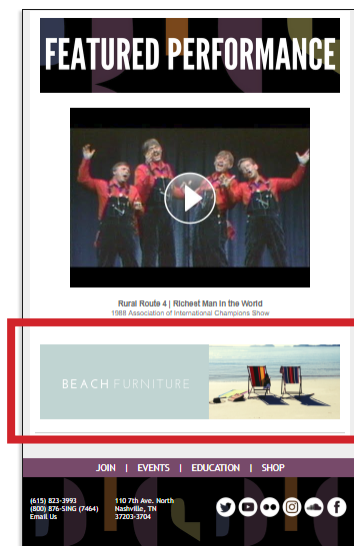 FEATURED PERFORMANCE
Rural Route 4 | Richest Man in the World
1988 Association of International Champions Show
BEACH FURNITURE
JOIN | EVENTS | EDUCATION | SHOP
(615) 823-3993
(800) 876-SING (7464)
Email Us
110 7th Ave. North
Nashville, TN
37203-3704